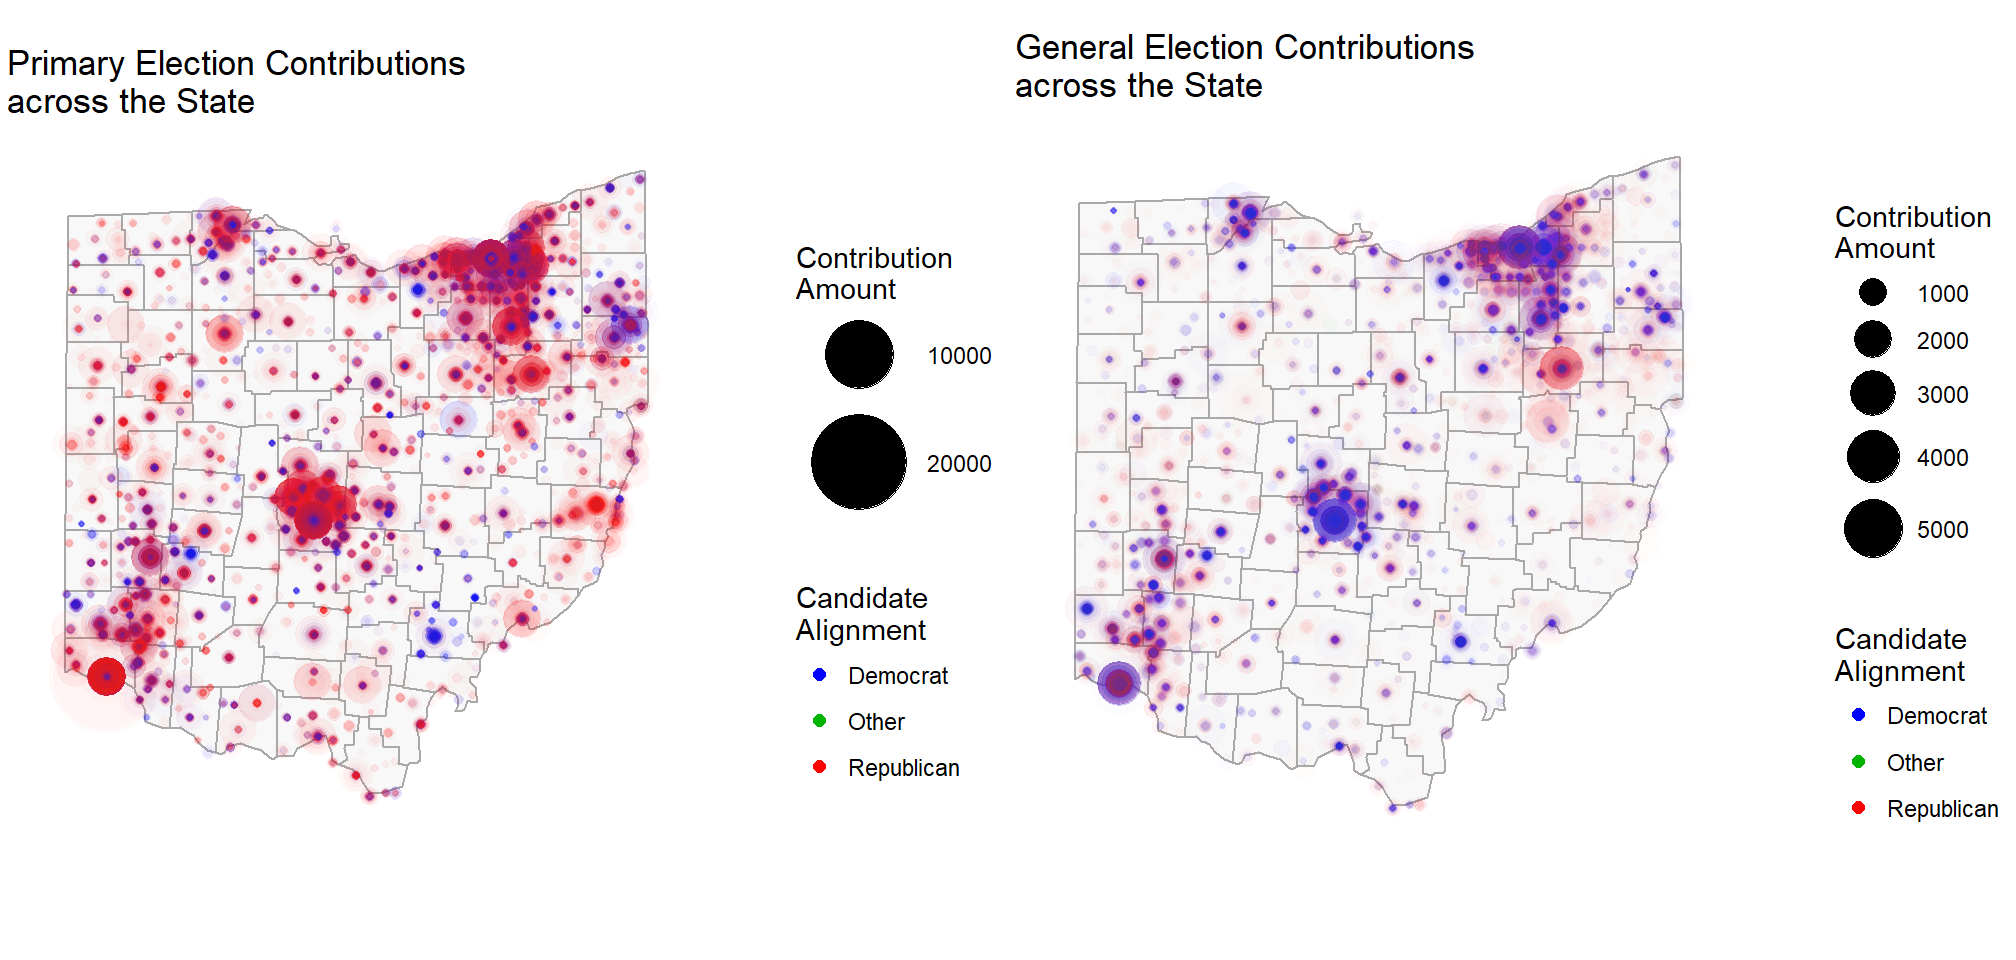 Primary Election Contributions
across the State
Contribution
Amount
10000
20000
Candidate
Alignment
Democrat
Other
Republican
General Election Contributions
across the State
Contribution
Amount
1000
2000
3000
4000
5000
Candidate
Alignment
Democrat
Other
Republican